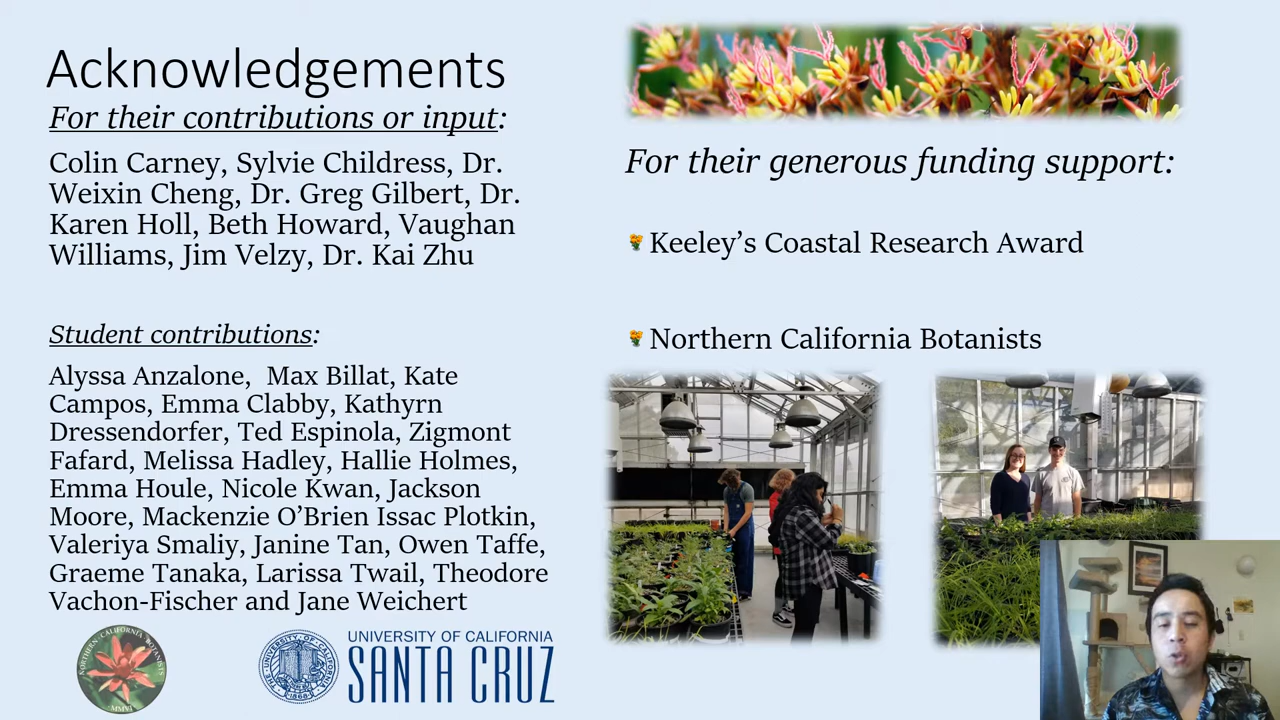 Acknowledgements
For their contributions or input:
Colin Carney, Sylvie Childress, Dr.
Weixin Cheng, Dr. Greg Gilbert, Dr.
Karen Holl, Beth Howard, Vaughan
Williams, Jim Velzy, Dr. Kai Zhu
Student contributions:
Alyssa Anzalone,  Max Billat, Kate
Campos, Emma Clabby, Kathyrn
Dressendorfer, Ted Espinola, Zigmont
Fafard, Melissa Hadley, Hallie Holmes,
Emma Houle, Nicole Kwan, Jackson
Moore, Mackenzie O’Brien Issac Plotkin,
Valeriya Smaliy, Janine Tan, Owen Taffe,
Graeme Tanaka, Larissa Twail, Theodore
Vachon-Fischer and Jane Weichert
For their generous funding support:
Keeley’s Coastal Research Award
Northern California Botanists
NORTHERN CALIFORNIA BOTANISTS
MMVI
UNIVERSITY OF CALIFORNIA
SANTA CRUZ